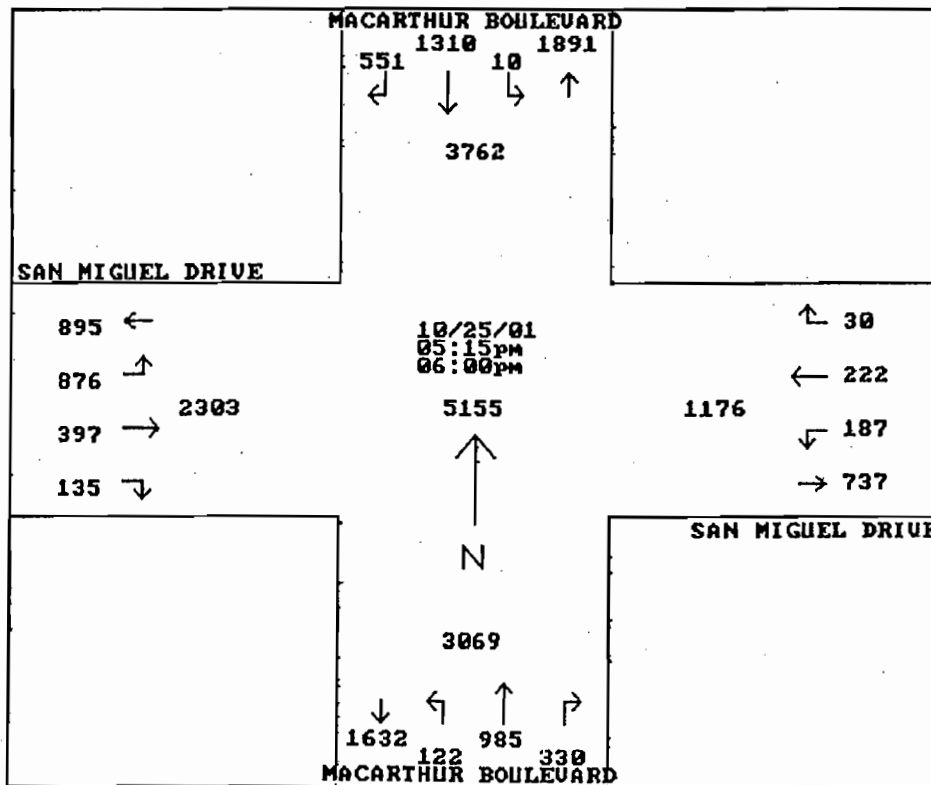 MACARTHUR BOULEVARD
1310 1891
551 10
3762
SAN MIGUEL DRIVE
895
876
397
135
2303
10/25/01
05:15pm
06:00pm
5155
1176
30
222
187
737
SAN MIGUEL DRIVE
N
3069
1632 985
122 330
MACARTHUR BOULEVARD